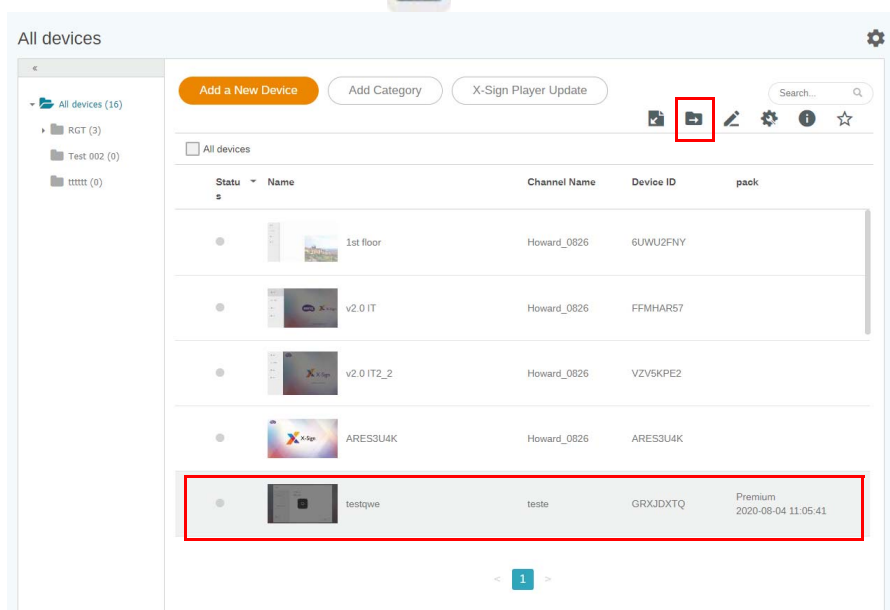 All devices
«
All devices (16)
RGT (3)
Test 002 (0)
tttttt (0)
Add a New Device
Add Category
X-Sign Player Update
Search...
All devices
Statu
s
Name
Channel Name
Device ID
pack
1st floor
Howard_0826
6UWU2FNY
v2.0 IT
Howard_0826
FFMHAR57
X-Sign
v2.0 IT2_2
Howard_0826
VZV5KPE2
X-Sign
ARES3U4K
Howard_0826
ARES3U4K
testqwe
teste
GRXJDXTQ
Premium
2020-08-04 11:05:41
< 1 >